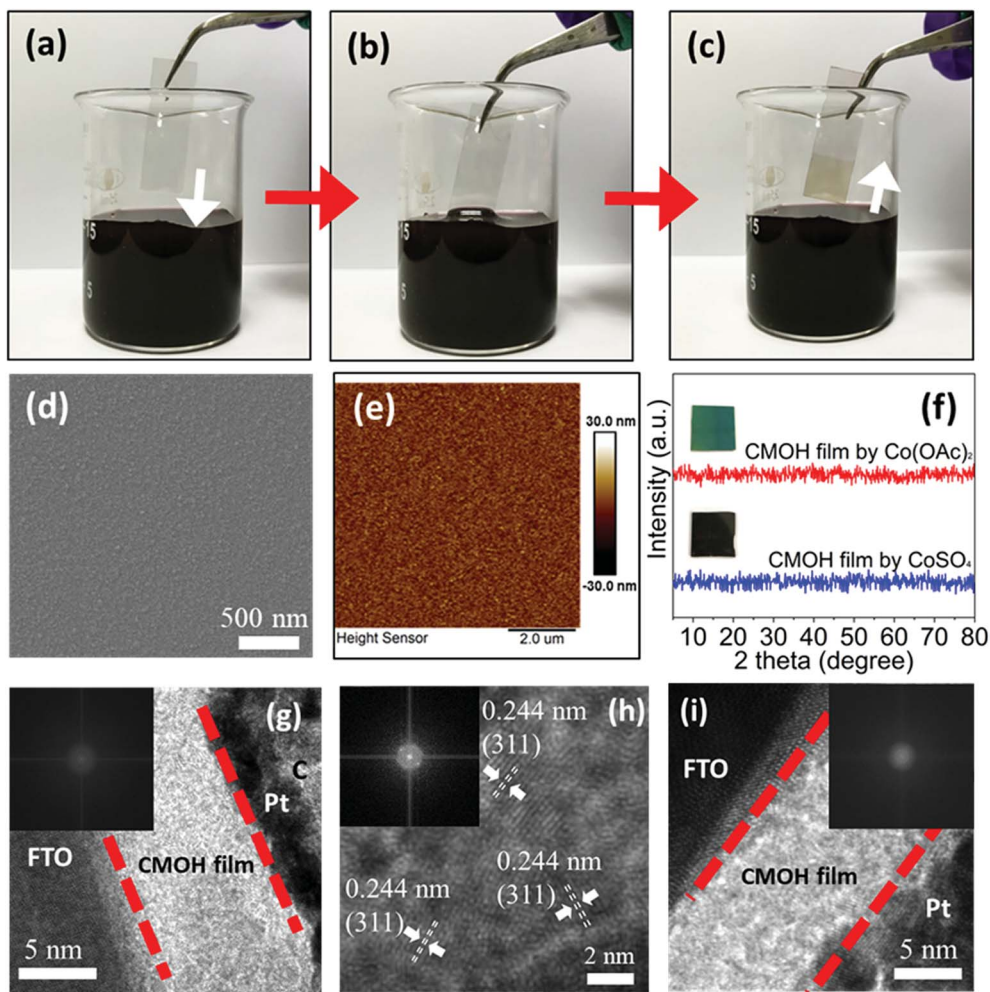 (a)
(b)
(c)
15
5
15
5
15
5
(d)
500 nm
(e)
30.0 nm
-30.0 nm
Height Sensor
2.0 um
(f)
Intensity (a.u.)
CMOH film by Co(OAc)₂
CMOH film by CoSO₄
10 20 30 40 50 60 70 80
2 theta (degree)
(g)
C
Pt
FTO
CMOH film
5 nm
(h)
0.244 nm
(311)
0.244 nm
(311)
0.244 nm
(311)
2 nm
(i)
FTO
CMOH film
Pt
5 nm